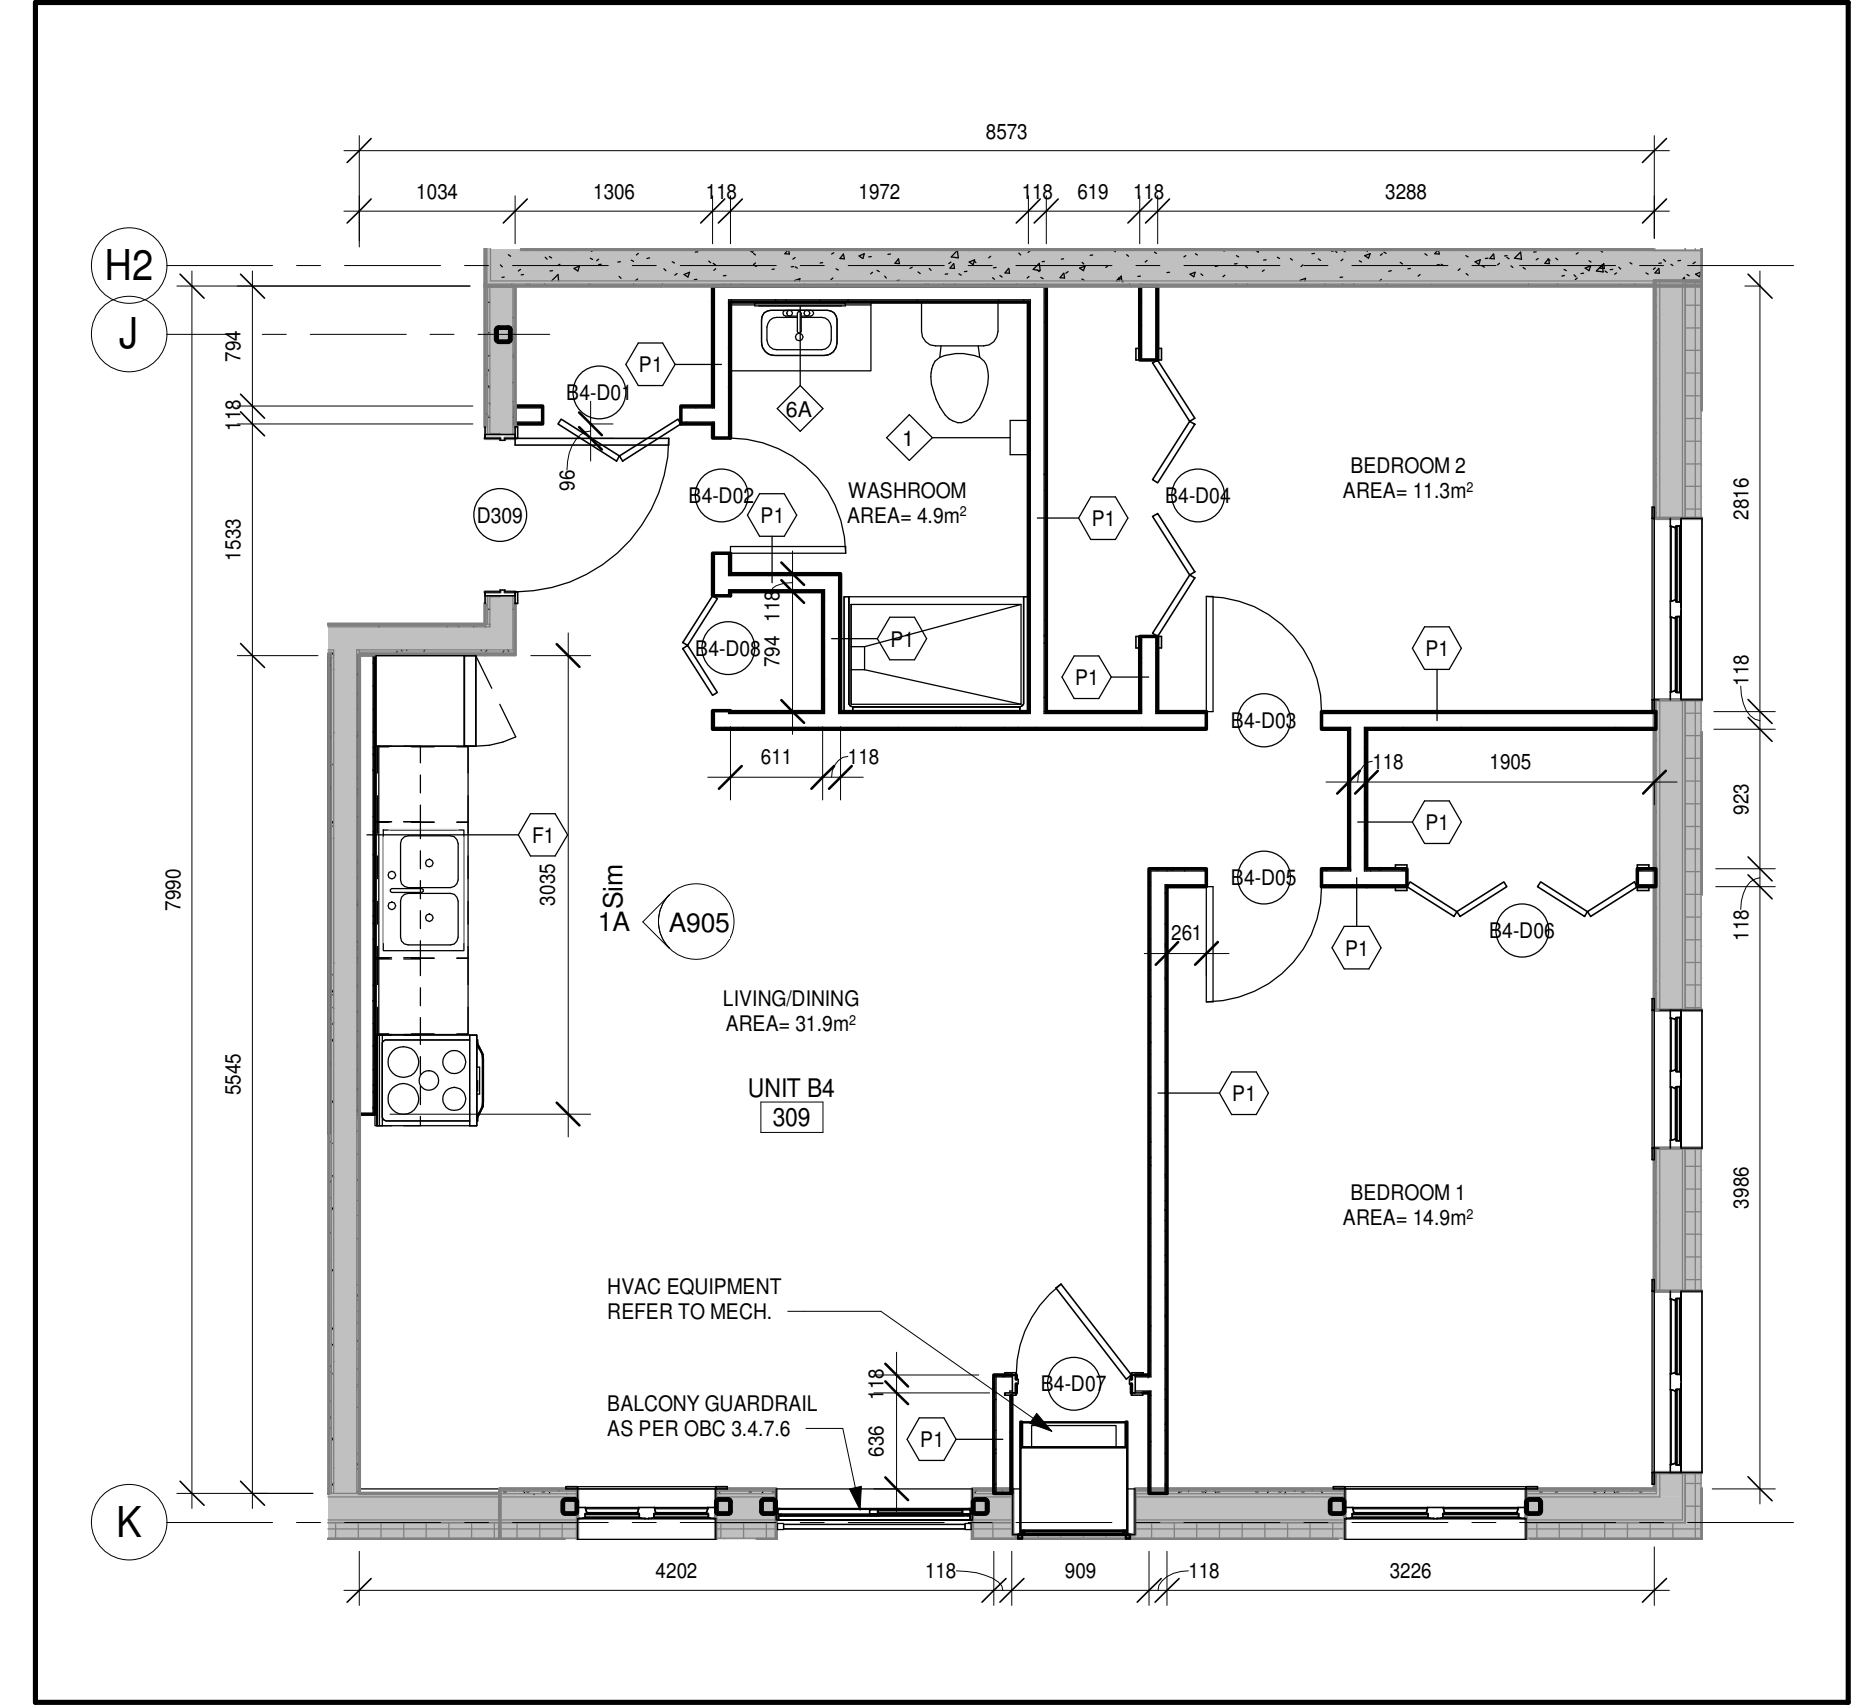 8573
1034
1306
118
1972
118
619
118
3288
H2
J
794
118
1533
7990
5545
K
P1
B4-D01
96
6A
1
D309
B4-D02
P1
WASHROOM
AREA= 4.9m²
P1
B4-D04
BEDROOM 2
AREA= 11.3m²
2816
118
794
B4-D08
P1
P1
P1
118
B4-D03
611
118
118
1905
923
F1
3035
P1
B4-D05
118
Sim
1A
A905
261
P1
B4-D06
LIVING/DINING
AREA= 31.9m²
UNIT B4
309
P1
BEDROOM 1
AREA= 14.9m²
3986
HVAC EQUIPMENT
REFER TO MECH.
118
B4-D07
BALCONY GUARDRAIL
AS PER OBC 3.4.7.6
636
P1
4202
118
909
118
3226